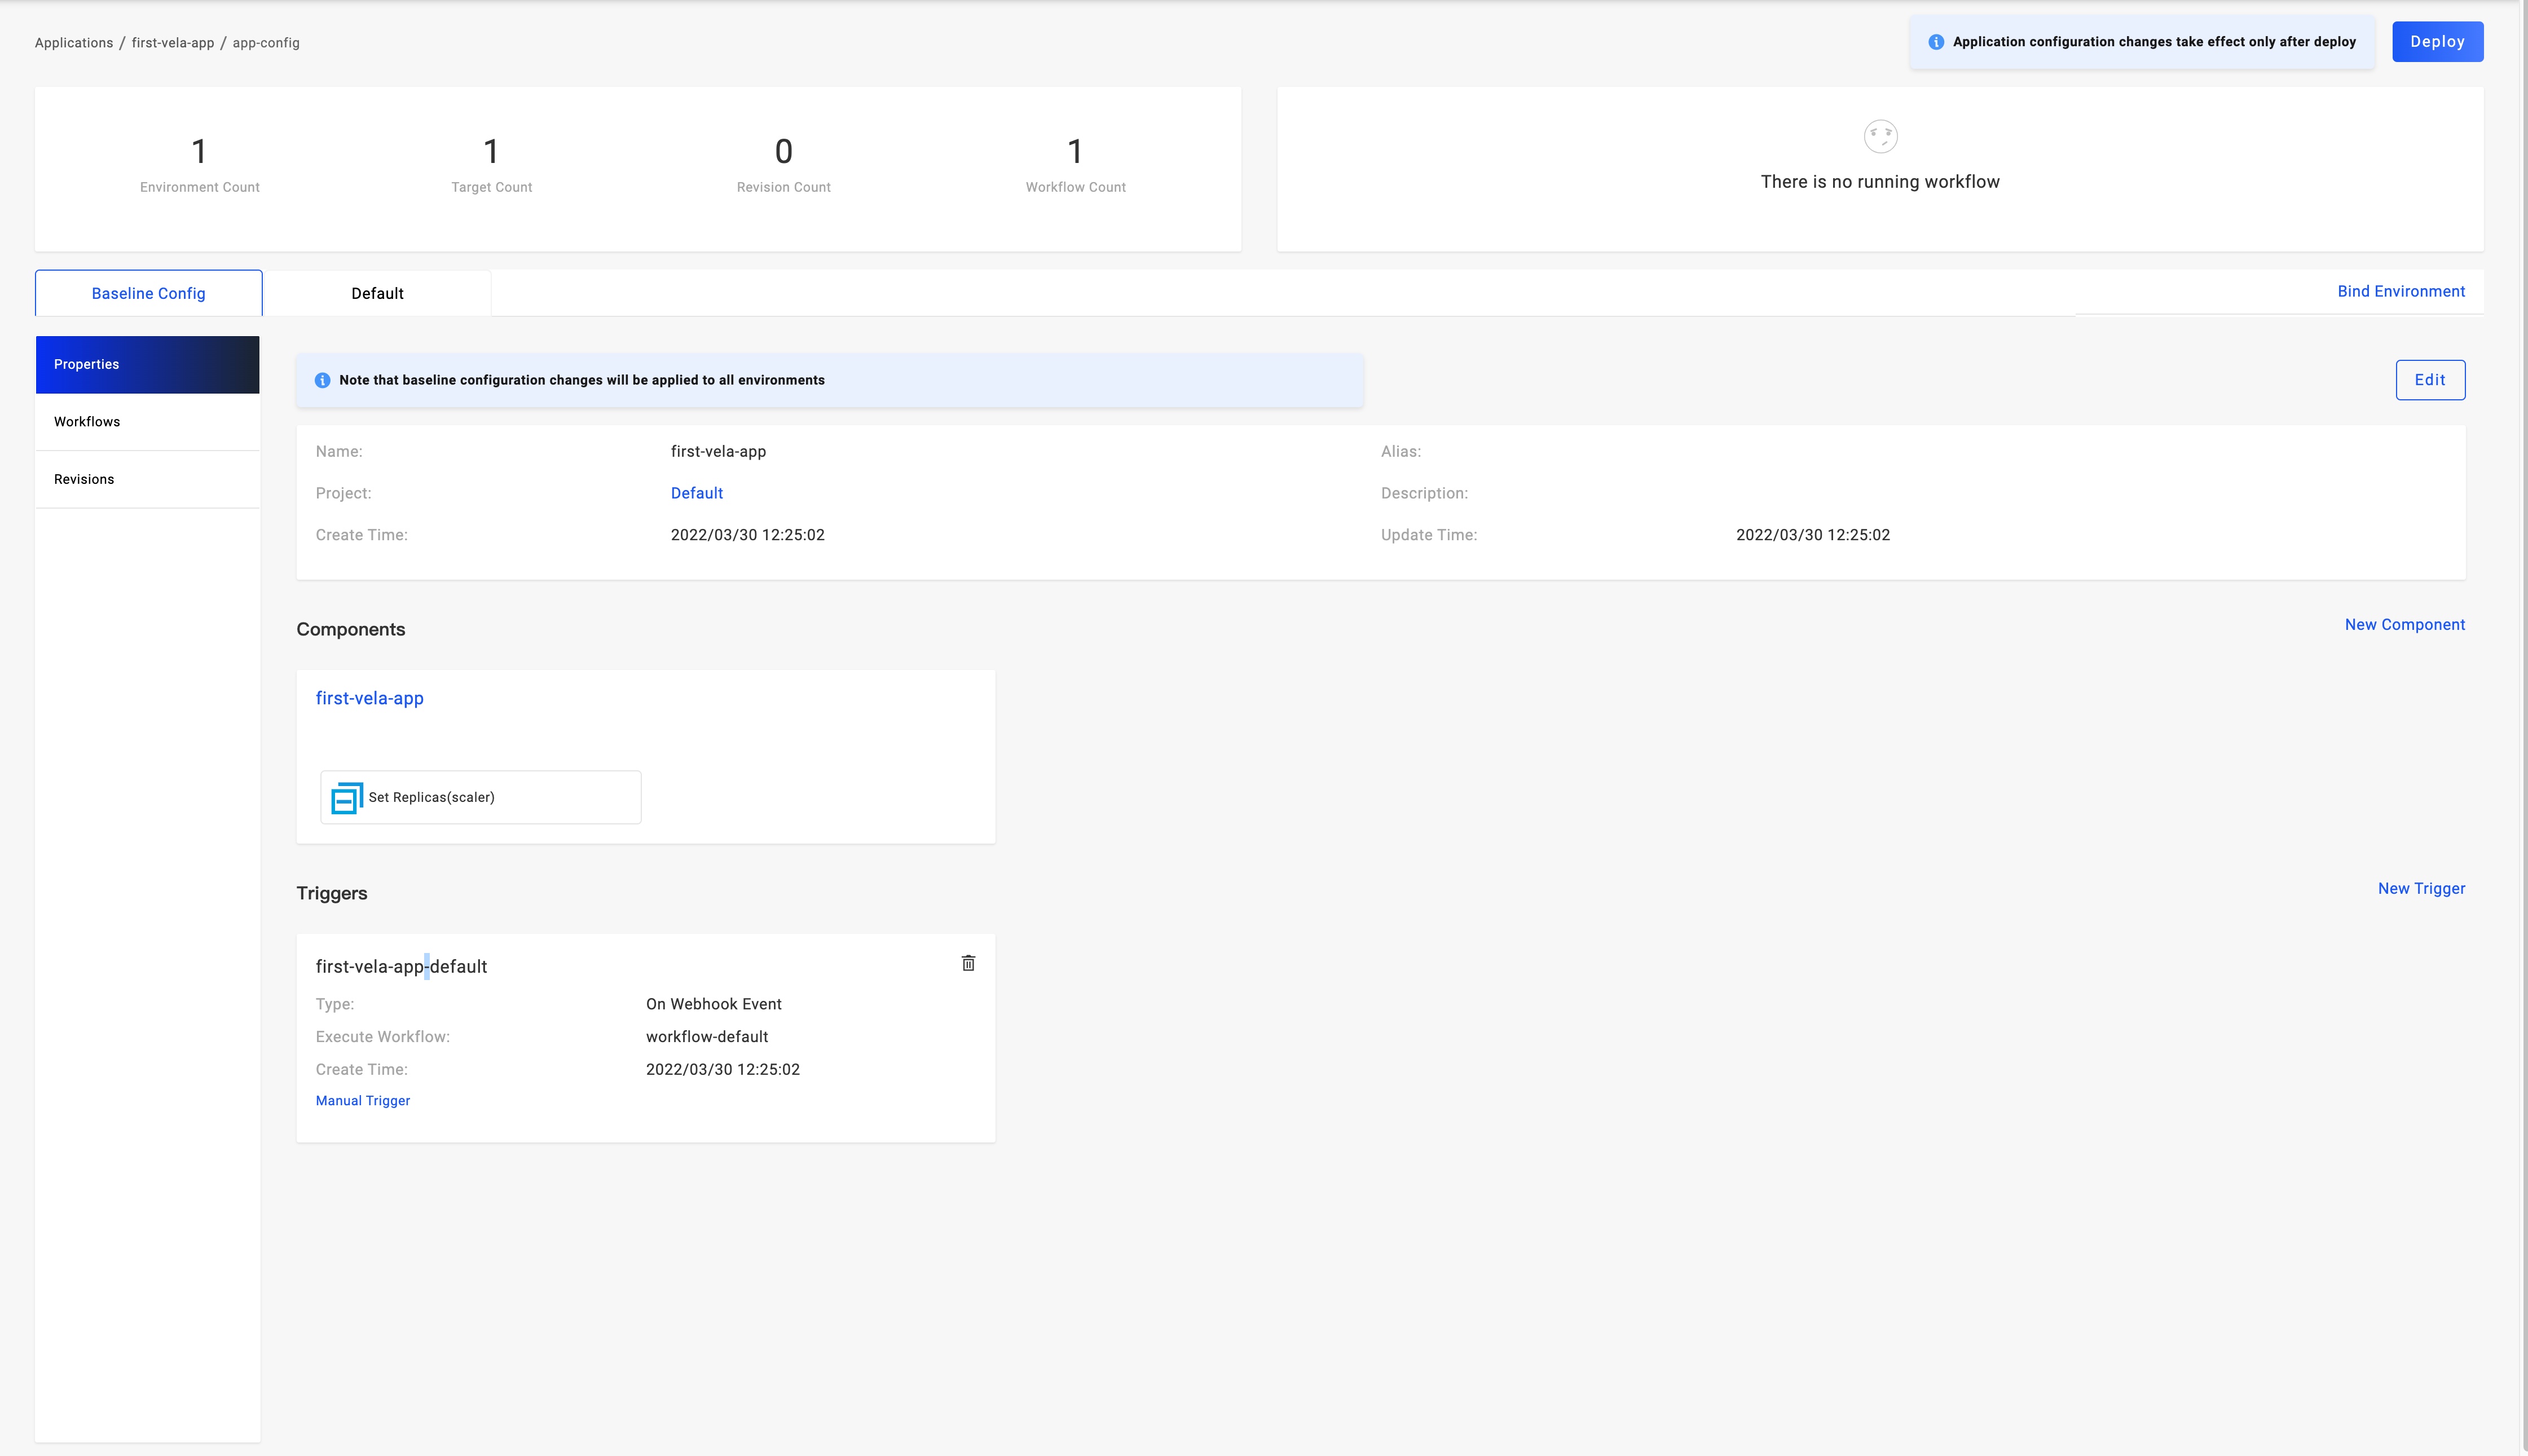 Applications / first-vela-app / app-config
Application configuration changes take effect only after deploy
Deploy
1
Environment Count
1
Target Count
0
Revision Count
1
Workflow Count
There is no running workflow
Baseline Config
Default
Bind Environment
Properties
Workflows
Revisions
Note that baseline configuration changes will be applied to all environments
Edit
Name: first-vela-app
Alias:
Project: Default
Description:
Create Time: 2022/03/30 12:25:02
Update Time: 2022/03/30 12:25:02
Components
New Component
first-vela-app
Set Replicas(scaler)
Triggers
New Trigger
first-vela-app-default
Type: On Webhook Event
Execute Workflow: workflow-default
Create Time: 2022/03/30 12:25:02
Manual Trigger